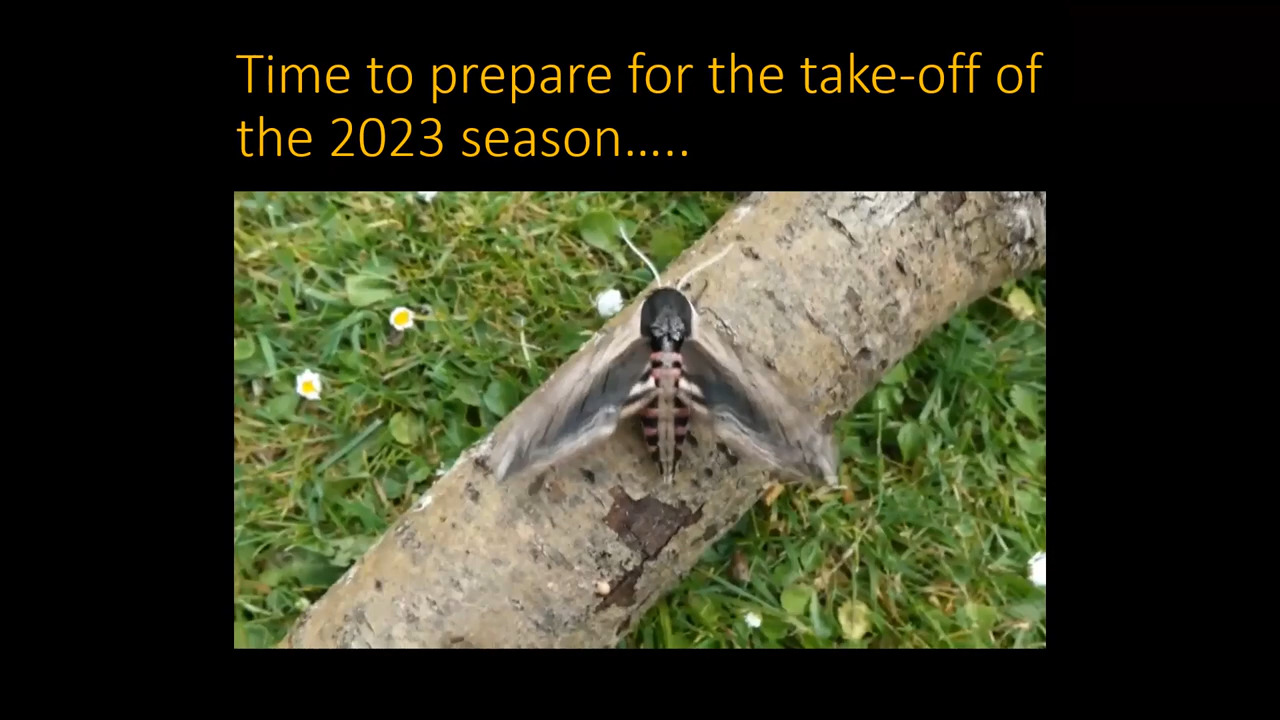 Time to prepare for the take-off of
the 2023 season…..